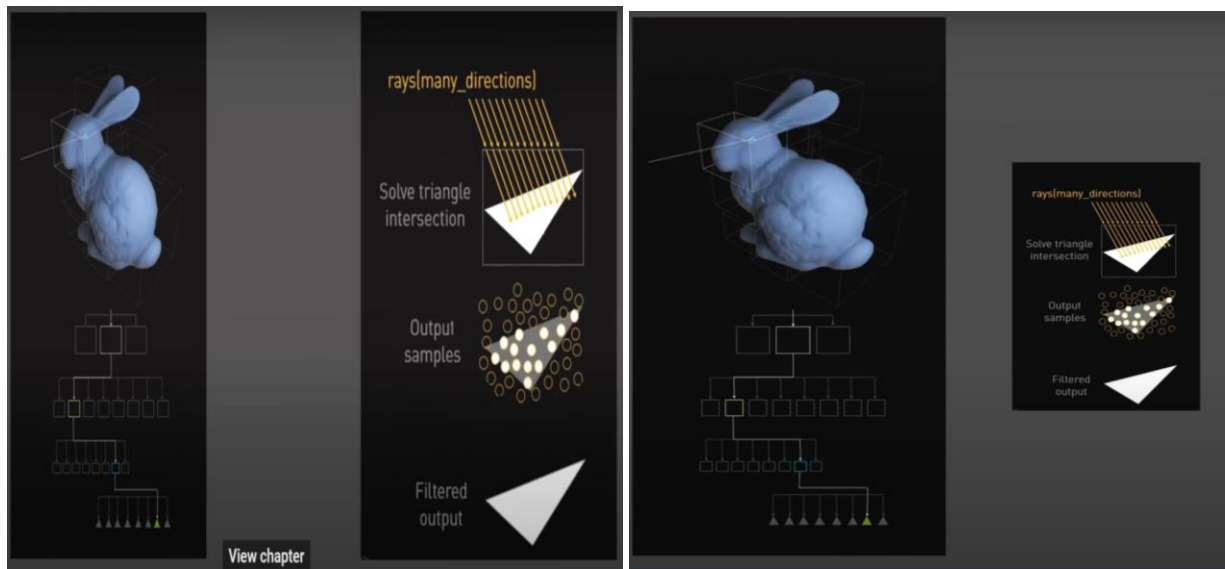 rays(many_directions)
Solve triangle
intersection
Output
samples
Filtered
output
View chapter
rays(many_directions)
Solve triangle
intersection
Output
samples
Filtered
output